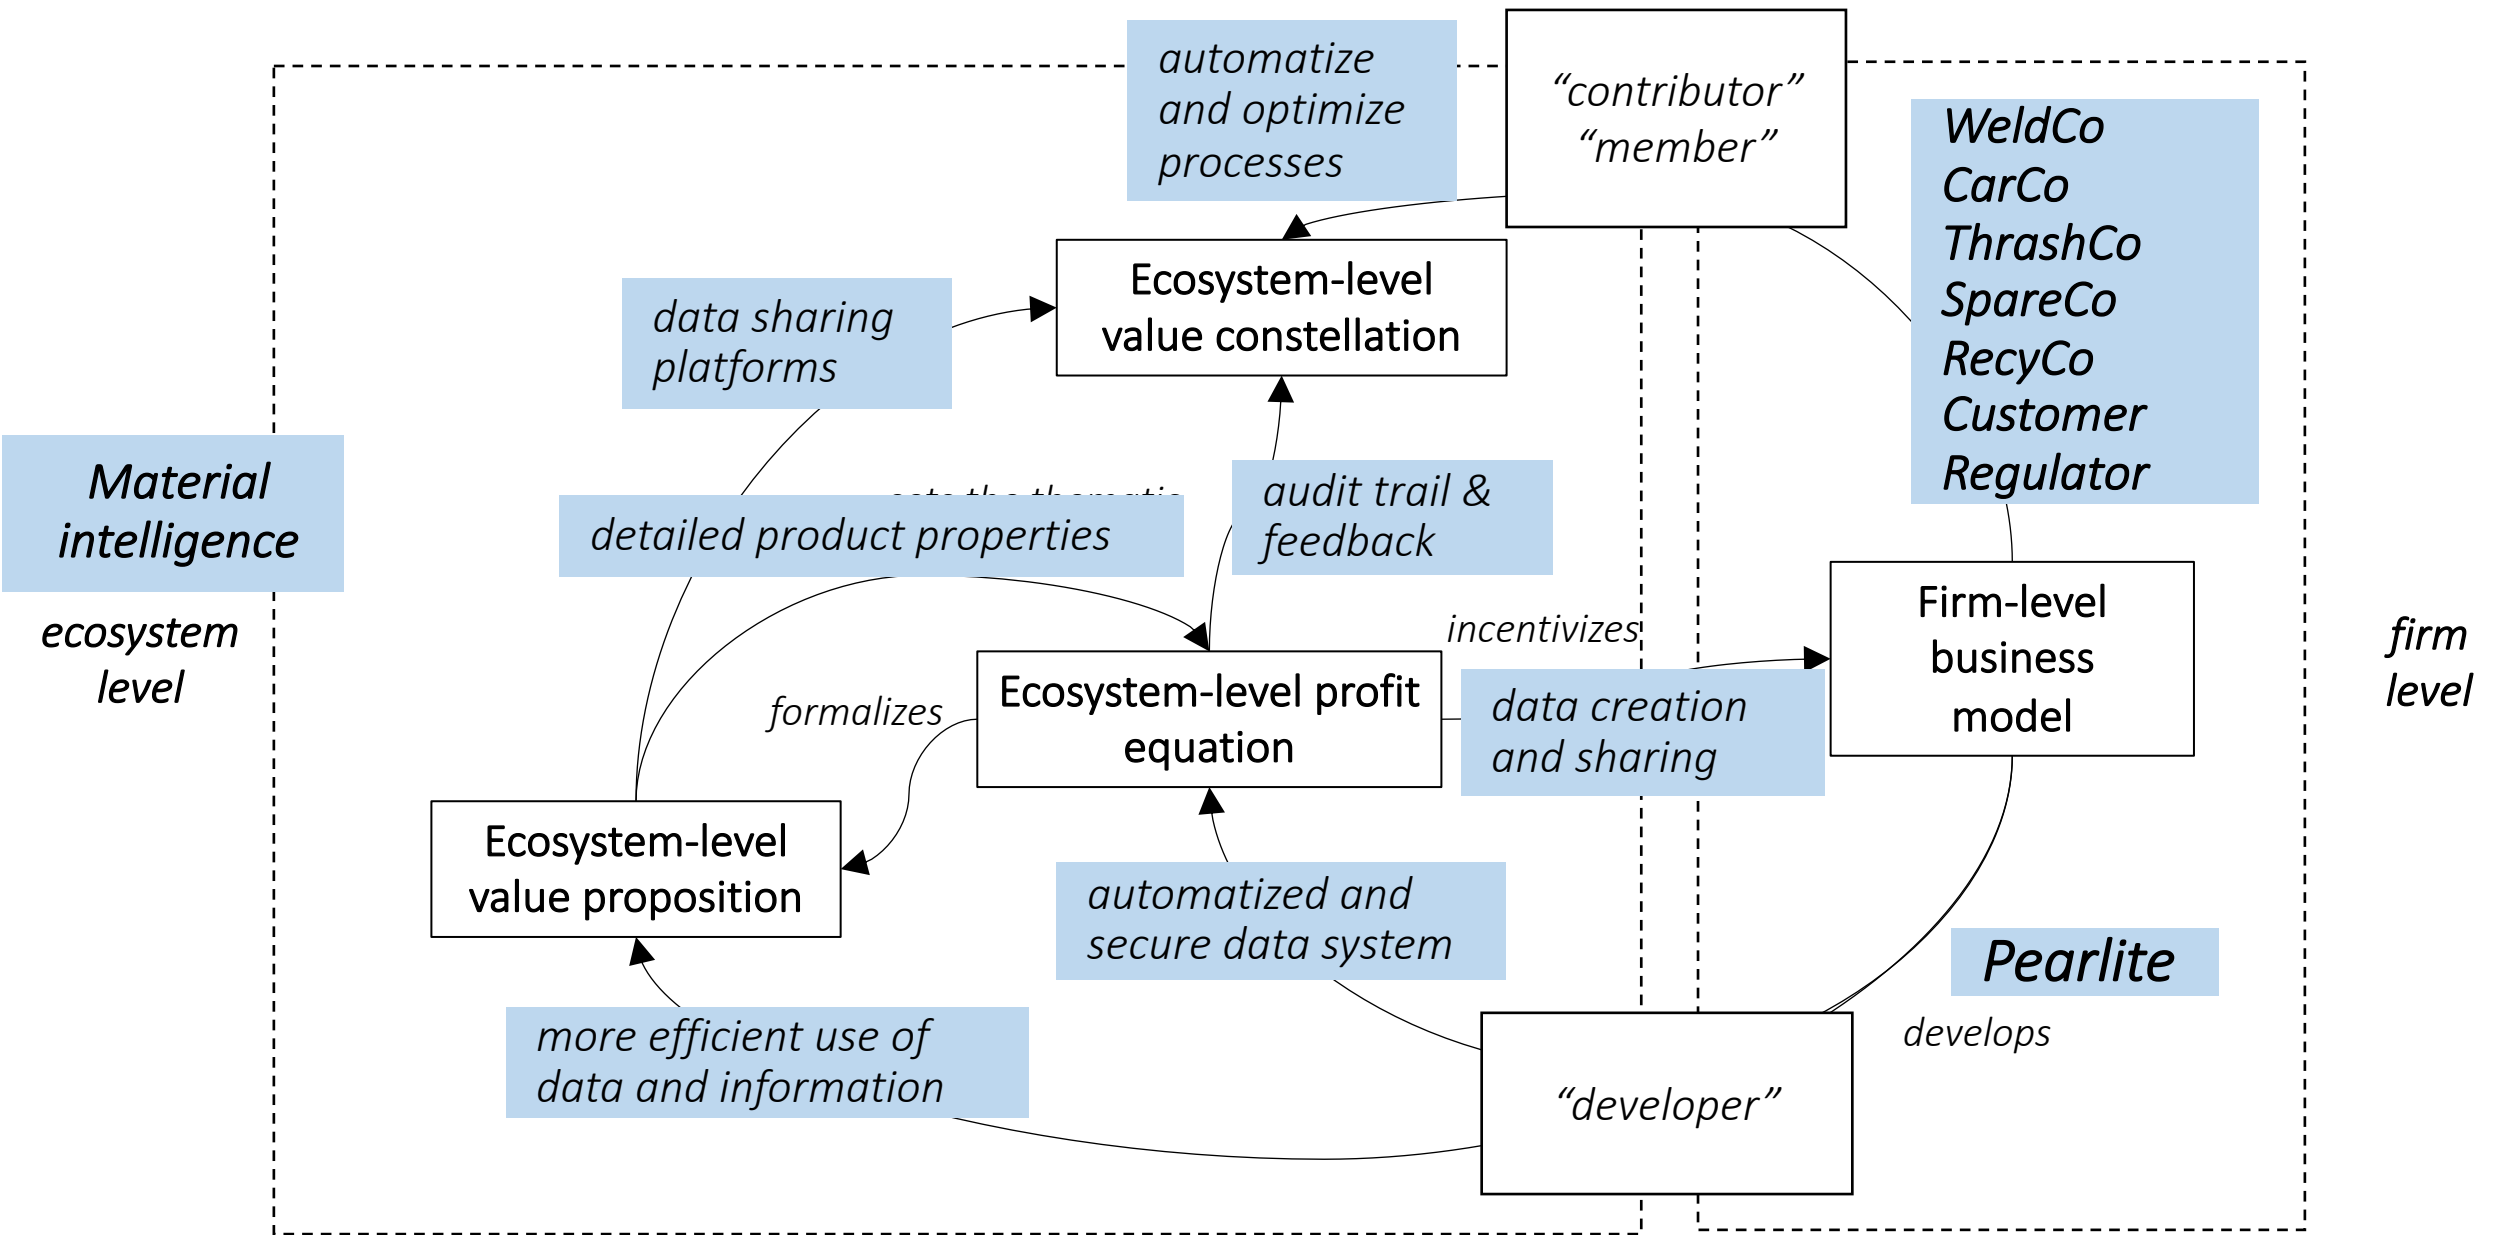 automatize
and optimize
processes
“contributor”
“member”
WeldCo
CarCo
ThrashCo
SpareCo
RecyCo
Customer
Regulator
Ecosystem-level
value constellation
data sharing
platforms
Material
intelligence
ecosystem
level
detailed product properties
audit trail &
feedback
incentivizes
Firm-level
business
model
firm
level
Ecosystem-level profit
equation
formalizes
data creation
and sharing
Ecosystem-level
value proposition
automatized and
secure data system
Pearlite
develops
more efficient use of
data and information
“developer”